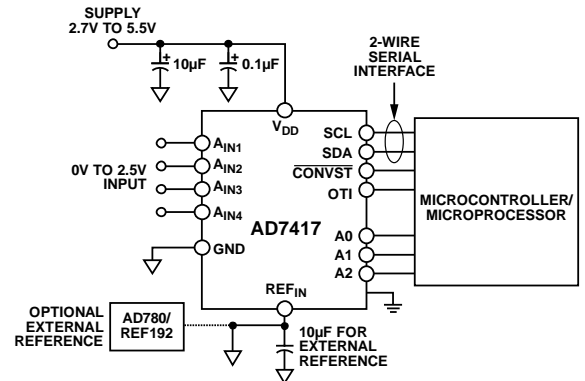 SUPPLY
2.7V TO 5.5V
10µF
0.1µF
2-WIRE
SERIAL
INTERFACE
VDD
AIN1
AIN2
AIN3
AIN4
0V TO 2.5V
INPUT
GND
AD7417
SCL
SDA
CONVST
OTI
A0
A1
A2
MICROCONTROLLER/
MICROPROCESSOR
REFIN
OPTIONAL
EXTERNAL
REFERENCE
AD780/
REF192
10µF FOR
EXTERNAL
REFERENCE